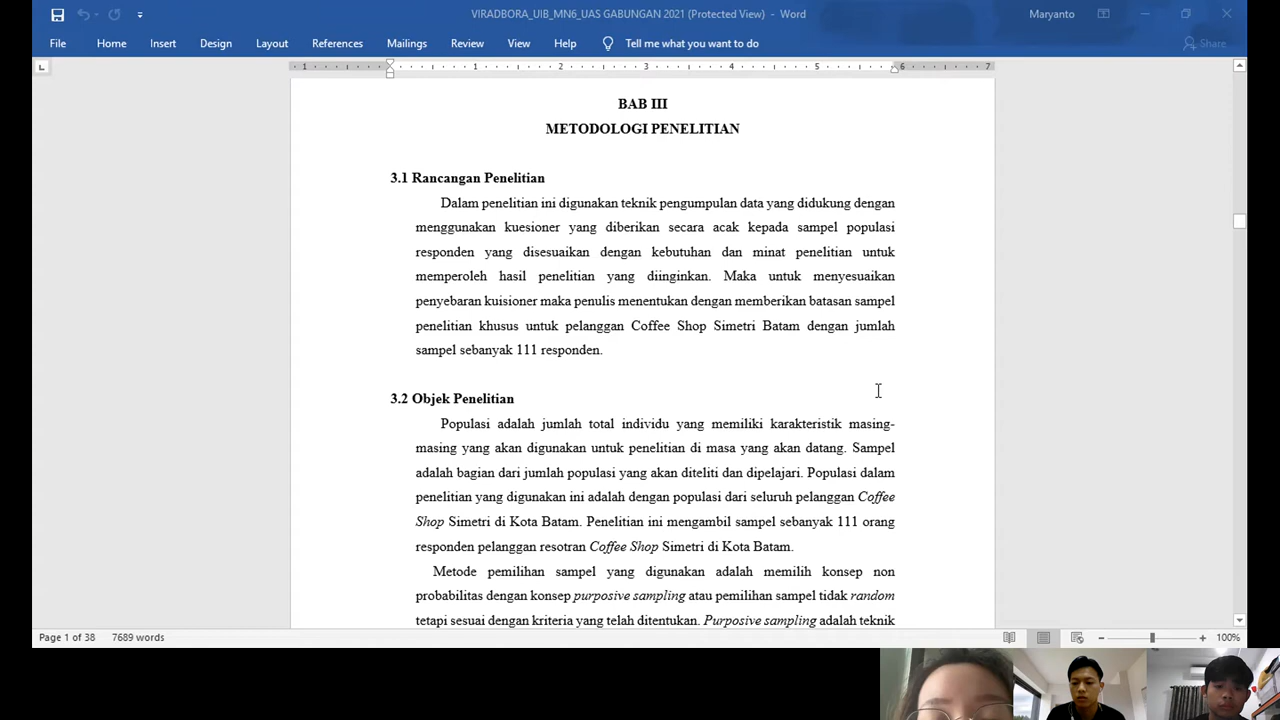 VIRADBORA_UIB_MN6_UAS GABUNGAN 2021 (Protected View) - Word
Maryanto
File Home Insert Design Layout References Mailings Review View Help Tell me what you want to do Share
1 1 2 3 4 5 6 7
BAB III
METODOLOGI PENELITIAN
3.1 Rancangan Penelitian
Dalam penelitian ini digunakan teknik pengumpulan data yang didukung dengan
menggunakan kuesioner yang diberikan secara acak kepada sampel populasi
responden yang disesuaikan dengan kebutuhan dan minat penelitian untuk
memperoleh hasil penelitian yang diinginkan. Maka untuk menyesuaikan
penyebaran kuisioner maka penulis menentukan dengan memberikan batasan sampel
penelitian khusus untuk pelanggan Coffee Shop Simetri Batam dengan jumlah
sampel sebanyak 111 responden.
3.2 Objek Penelitian
Populasi adalah jumlah total individu yang memiliki karakteristik masing-
masing yang akan digunakan untuk penelitian di masa yang akan datang. Sampel
adalah bagian dari jumlah populasi yang akan diteliti dan dipelajari. Populasi dalam
penelitian yang digunakan ini adalah dengan populasi dari seluruh pelanggan Coffee
Shop Simetri di Kota Batam. Penelitian ini mengambil sampel sebanyak 111 orang
responden pelanggan resotran Coffee Shop Simetri di Kota Batam.
Metode pemilihan sampel yang digunakan adalah memilih konsep non
probabilitas dengan konsep purposive sampling atau pemilihan sampel tidak random
tetapi sesuai dengan kriteria yang telah ditentukan. Purposive sampling adalah teknik
Page 1 of 38 7689 words
100%